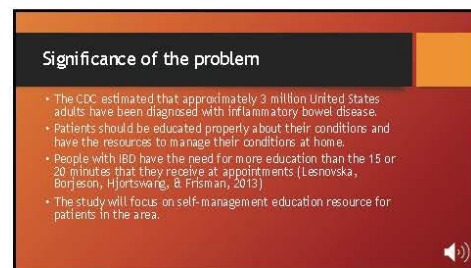 Significance of the problem
• The CDC estimated that approximately 3 million United States
adults have been diagnosed with inflammatory bowel disease.
• Patients should be educated properly about their conditions and
have the resources to manage their conditions at home.
• People with IBD have the need for more education than the 15 or
20 minutes that they receive at appointments (Lesnovska,
Borjeson, Hjortswang, & Frisman, 2013)
• The study will focus on self-management education resource for
patients in the area.